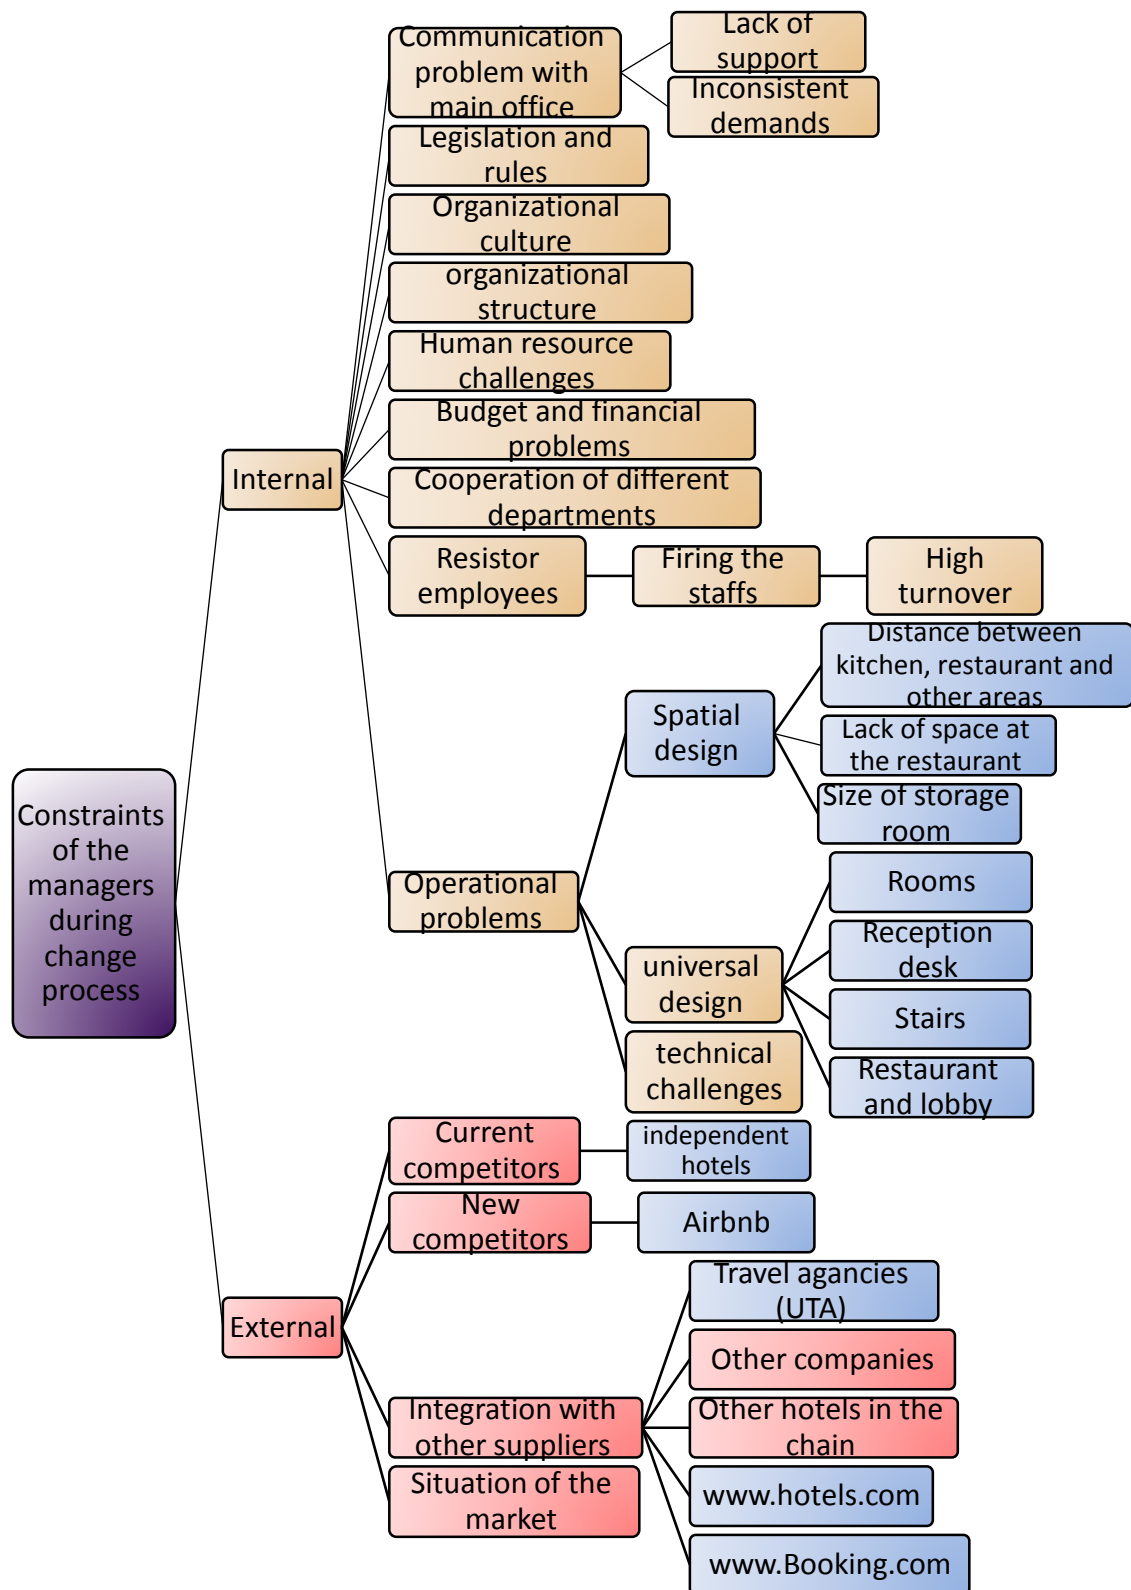 Constraints
of the
managers
during
change
process
Internal
Communication
problem with
main office
Lack of
support
Inconsistent
demands
Legislation and
rules
Organizational
culture
organizational
structure
Human resource
challenges
Budget and financial
problems
Cooperation of different
departments
Resistor
employees
Firing the
staffs
High
turnover
Operational
problems
Spatial
design
Distance between
kitchen, restaurant and
other areas
Lack of space at
the restaurant
Size of storage
room
universal
design
Rooms
Reception
desk
Stairs
Restaurant
and lobby
technical
challenges
External
Current
competitors
independent
hotels
New
competitors
Airbnb
Integration with
other suppliers
Travel agancies
(UTA)
Other companies
Other hotels in the
chain
www.hotels.com
www.Booking.com
Situation of the
market